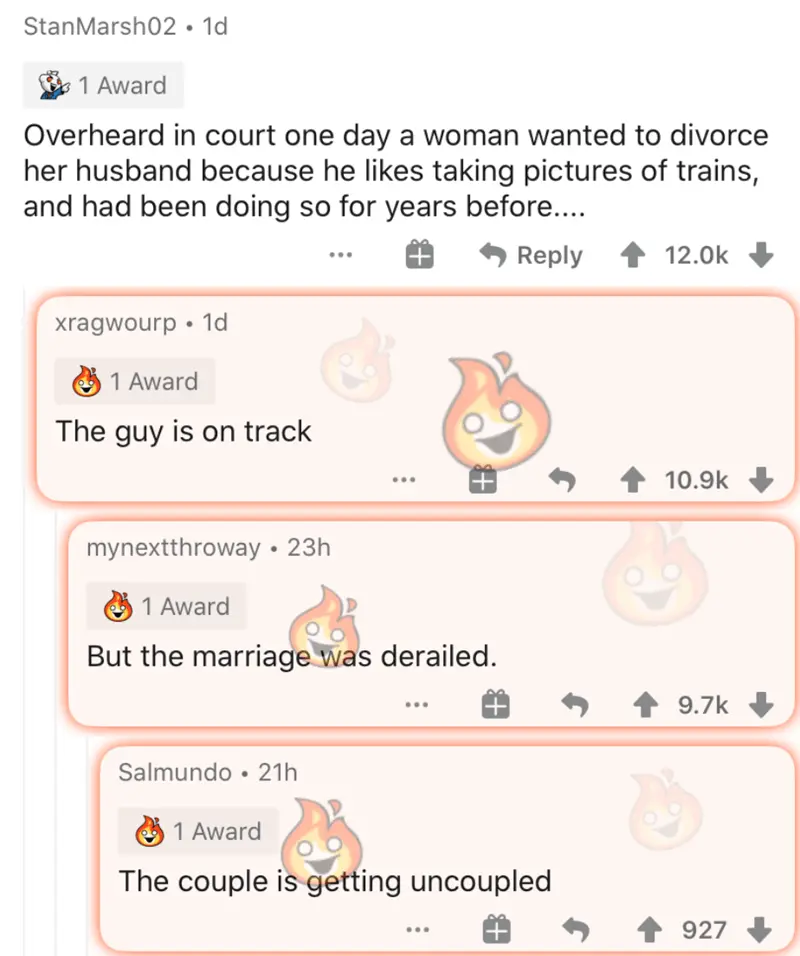 StanMarsh02 • 1d
1 Award
Overheard in court one day a woman wanted to divorce
her husband because he likes taking pictures of trains,
and had been doing so for years before....
Reply 12.0k
xragwourp • 1d
1 Award
The guy is on track
10.9k
mynextthroway • 23h
1 Award
But the marriage was derailed.
9.7k
Salmundo • 21h
1 Award
The couple is getting uncoupled
927